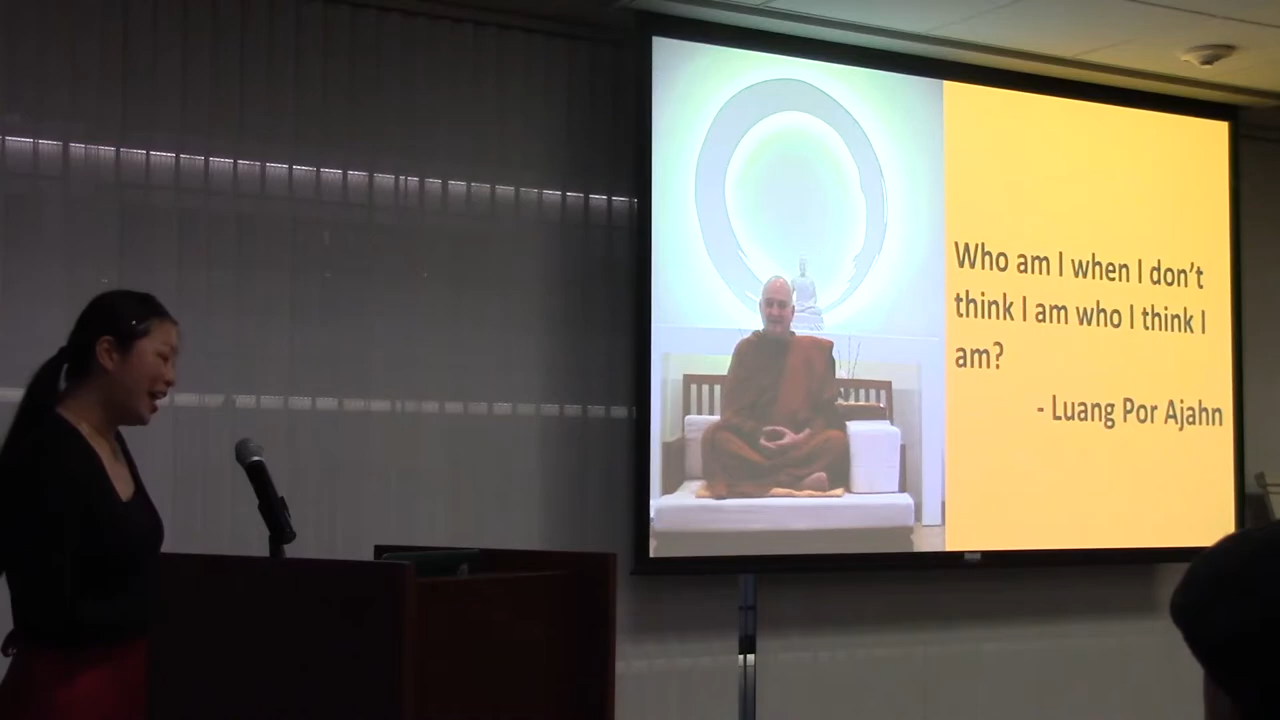 Who am I when I don't
think I am who I think I
am?
- Luang Por Ajahn